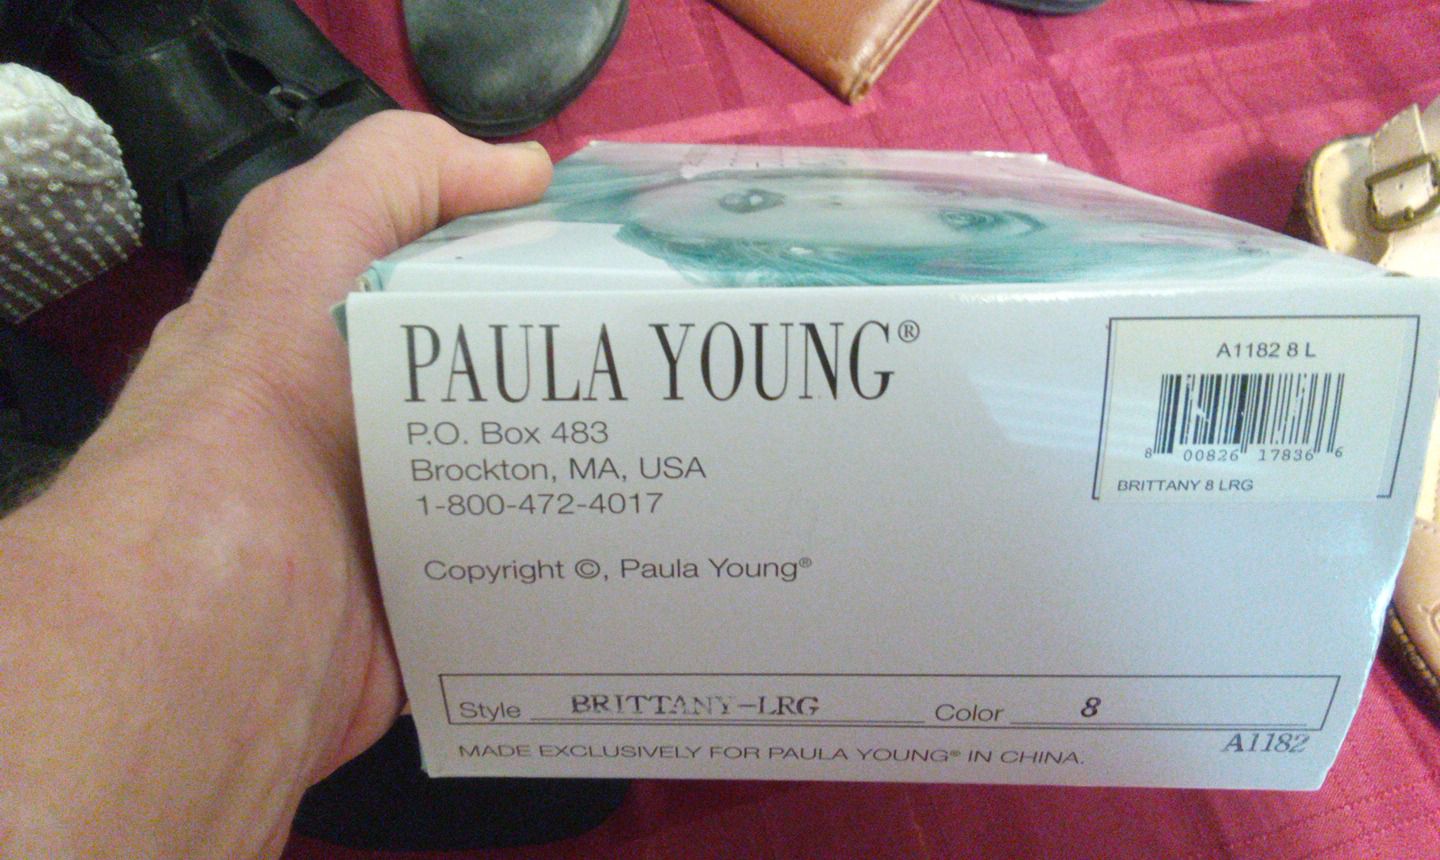 PAULA YOUNG®
P.O. Box 483
Brockton, MA, USA
1-800-472-4017
Copyright ©, Paula Young®
A1182 8 L
8 00826 17836 6
BRITTANY 8 LRG
Style BRITTANY-LRG Color 8
MADE EXCLUSIVELY FOR PAULA YOUNG® IN CHINA.
A1182